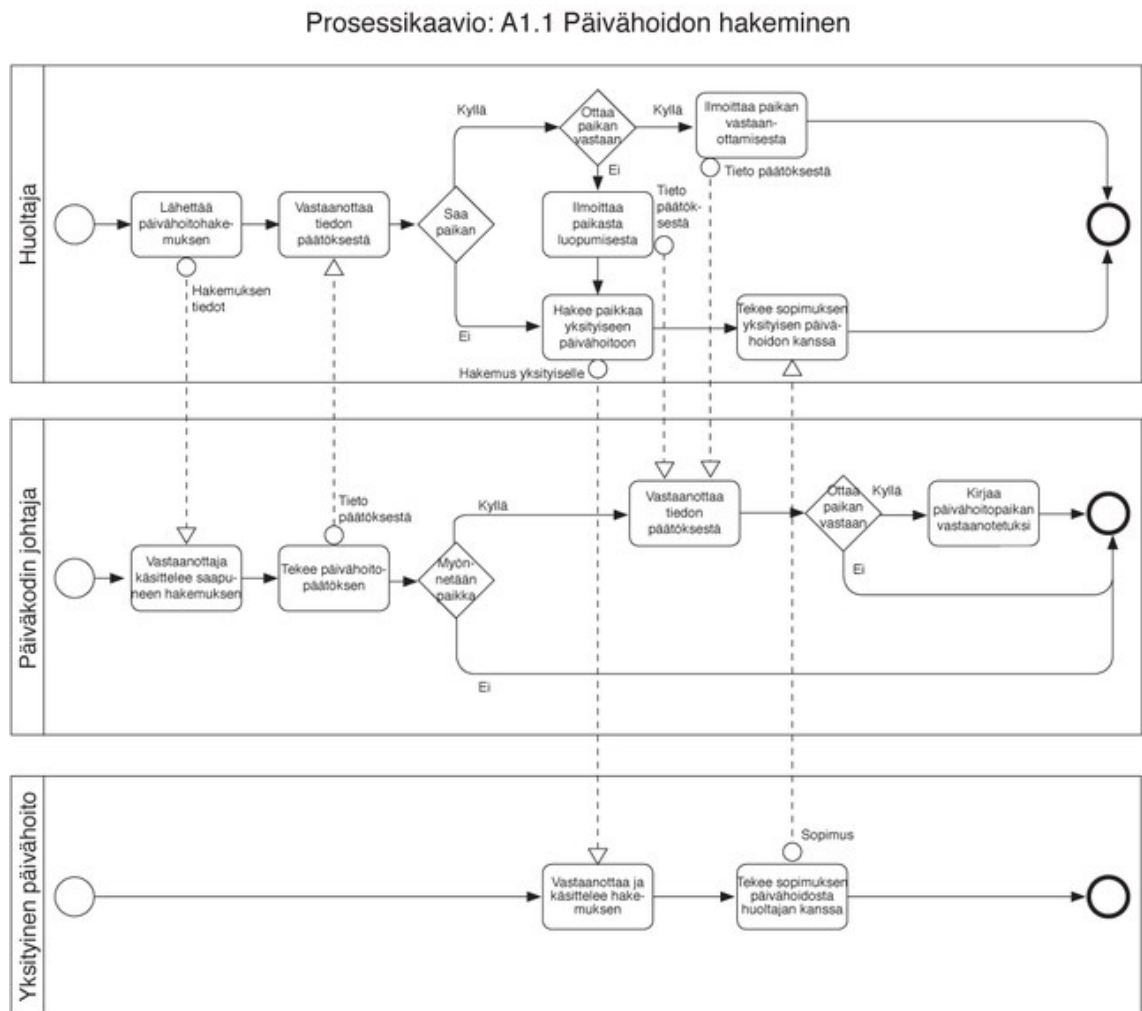 Prosessikaavio: A1.1 Päivähoidon hakeminen
Huoltaja
Lähettää
päivähoitohake-
muksen
Hakemuksen
tiedot
Vastaanottaa
tiedon
päätöksestä
Saa
paikan
Kyllä
Ei
Ottaa
paikan
vastaan
Kyllä
Ei
Ilmoittaa
paikan
vastaan-
ottamisesta
Tieto päätöksestä
Ilmoittaa
paikasta
luopumisesta
Tieto
päätök-
sestä
Hakee paikkaa
yksityiseen
päivähoitoon
Hakemus yksityiselle
Tekee sopimuksen
yksityisen päivä-
hoidon kanssa
Päiväkodin johtaja
Vastaanottaja
käsittelee saapu-
neen hakemuksen
Tieto
päätöksestä
Tekee päivähoito-
päätöksen
Myön-
netään
paikka
Kyllä
Ei
Vastaanottaa
tiedon
päätöksestä
Ottaa
paikan
vastaan
Kyllä
Ei
Kirjaa
päivähoitopaikan
vastaanotetuksi
Yksityinen päivähoito
Vastaanottaa ja
käsittelee hake-
muksen
Sopimus
Tekee sopimuksen
päivähoidosta
huoltajan kanssa